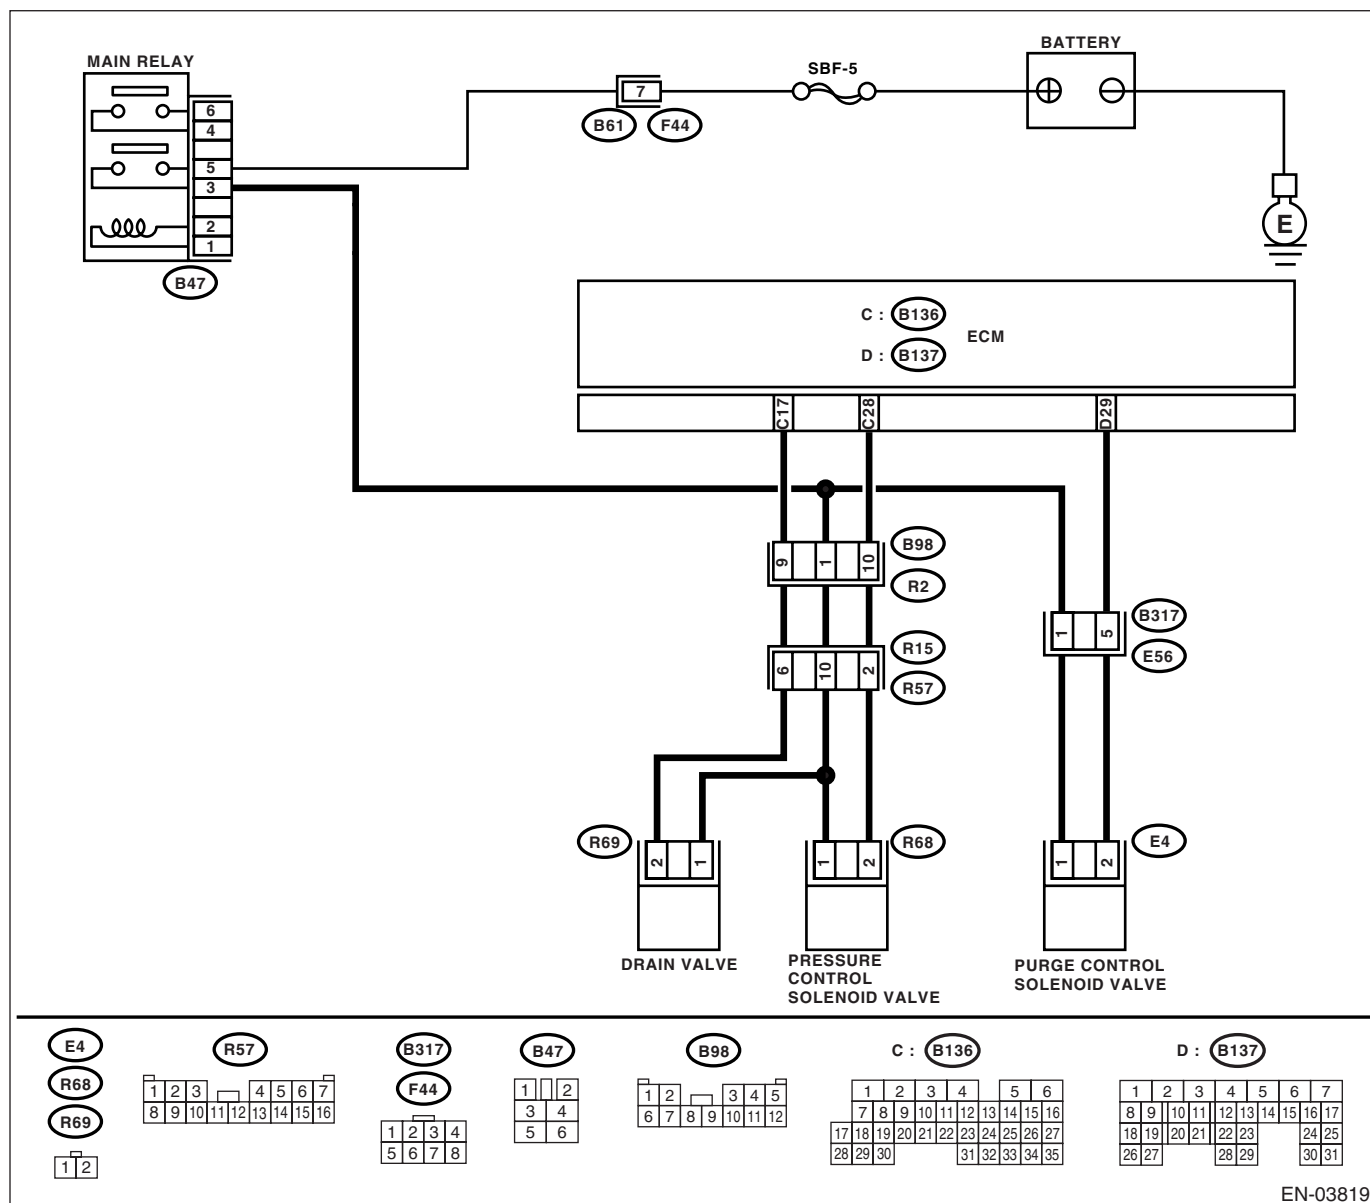 BATTERY
MAIN RELAY
SBF-5
7
B61 F44
6
4
5
3
2
1
B47
E
C : B136
ECM
D : B137
C17 C28 D29
9 1 10
B98
R2
1 5
B317
E56
6 10 2
R15
R57
R69 2 1
1 2 R68
1 2 E4
DRAIN VALVE
PRESSURE
CONTROL
SOLENOID VALVE
PURGE CONTROL
SOLENOID VALVE
E4
R68
R69
1 2
R57
1 2 3 4 5 6 7
8 9 10 11 12 13 14 15 16
B317
F44
1 2 3 4
5 6 7 8
B47
1 2
3 4
5 6
B98
1 2 3 4 5
6 7 8 9 10 11 12
C : B136
1 2 3 4 5 6
7 8 9 10 11 12 13 14 15 16
17 18 19 20 21 22 23 24 25 26 27
28 29 30 31 32 33 34 35
D : B137
1 2 3 4 5 6 7
8 9 10 11 12 13 14 15 16 17
18 19 20 21 22 23 24 25
26 27 28 29 30 31
EN-03819